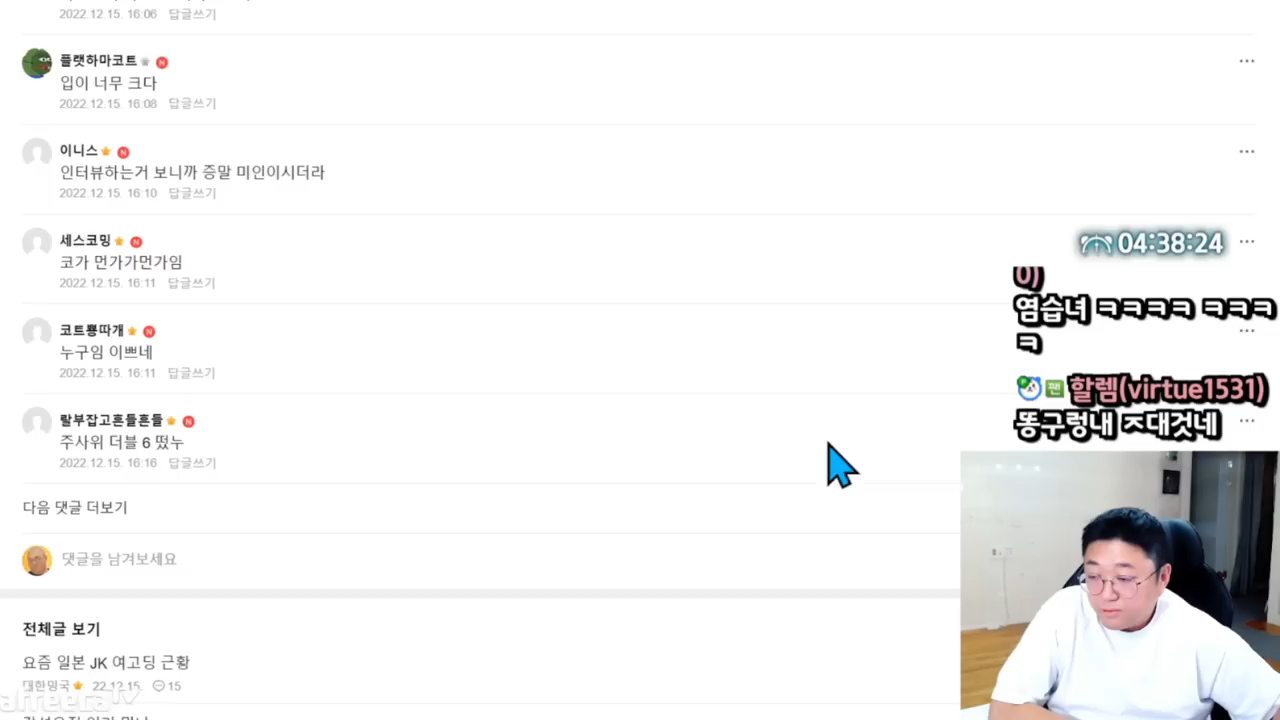 2022.12.15. 16:06 답글쓰기
플랫하마코트 N
입이 너무 크다
2022.12.15. 16:08 답글쓰기
이니스 N
인터뷰하는거 보니까 증말 미인이시더라
2022.12.15. 16:10 답글쓰기
세스코밍 N
코가 먼가가먼가임
2022.12.15. 16:11 답글쓰기
코트뿅따개 N
누구임 이쁘네
2022.12.15. 16:11 답글쓰기
랄부잡고흔들흔들 N
주사위 더블 6 떴누
2022.12.15. 16:16 답글쓰기
다음 댓글 더보기
댓글을 남겨보세요
전체글 보기
요즘 일본 JK 여고딩 근황
대한밍국 22.12.15 15
afreecaTV
04:38:24
염습녀 ㅋㅋㅋㅋ ㅋㅋㅋ
ㅋ
팬 할렘(virtue1531)
똥구렁내 ㅈ대것네